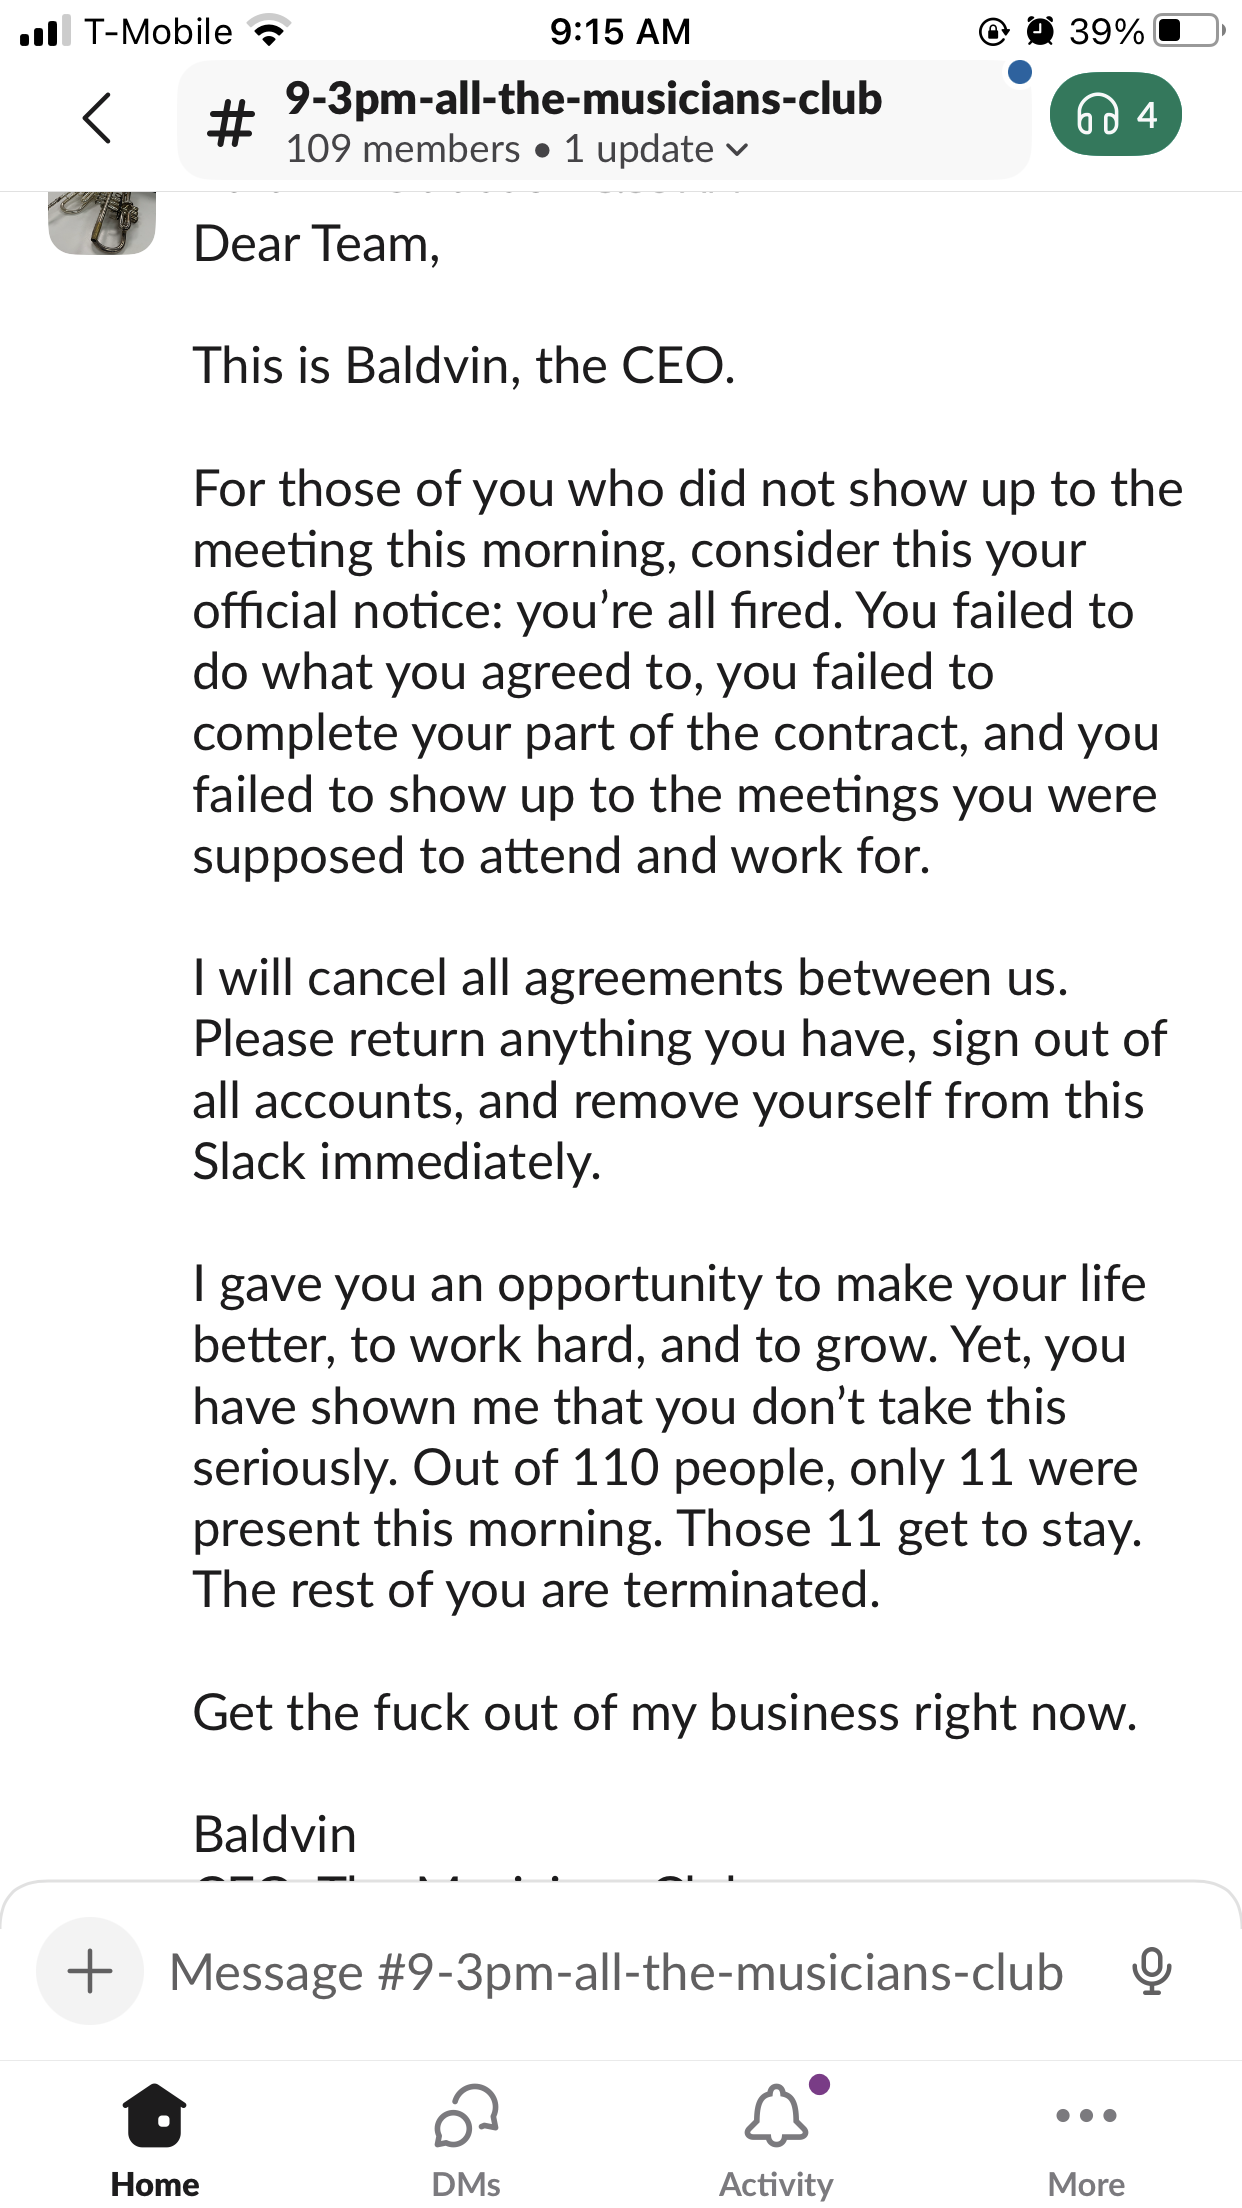 T-Mobile 9:15 AM 39%
# 9-3pm-all-the-musicians-club
109 members • 1 update
4
Dear Team,
This is Baldvin, the CEO.
For those of you who did not show up to the
meeting this morning, consider this your
official notice: you’re all fired. You failed to
do what you agreed to, you failed to
complete your part of the contract, and you
failed to show up to the meetings you were
supposed to attend and work for.
I will cancel all agreements between us.
Please return anything you have, sign out of
all accounts, and remove yourself from this
Slack immediately.
I gave you an opportunity to make your life
better, to work hard, and to grow. Yet, you
have shown me that you don’t take this
seriously. Out of 110 people, only 11 were
present this morning. Those 11 get to stay.
The rest of you are terminated.
Get the fuck out of my business right now.
Baldvin
Message #9-3pm-all-the-musicians-club
Home DMs Activity More